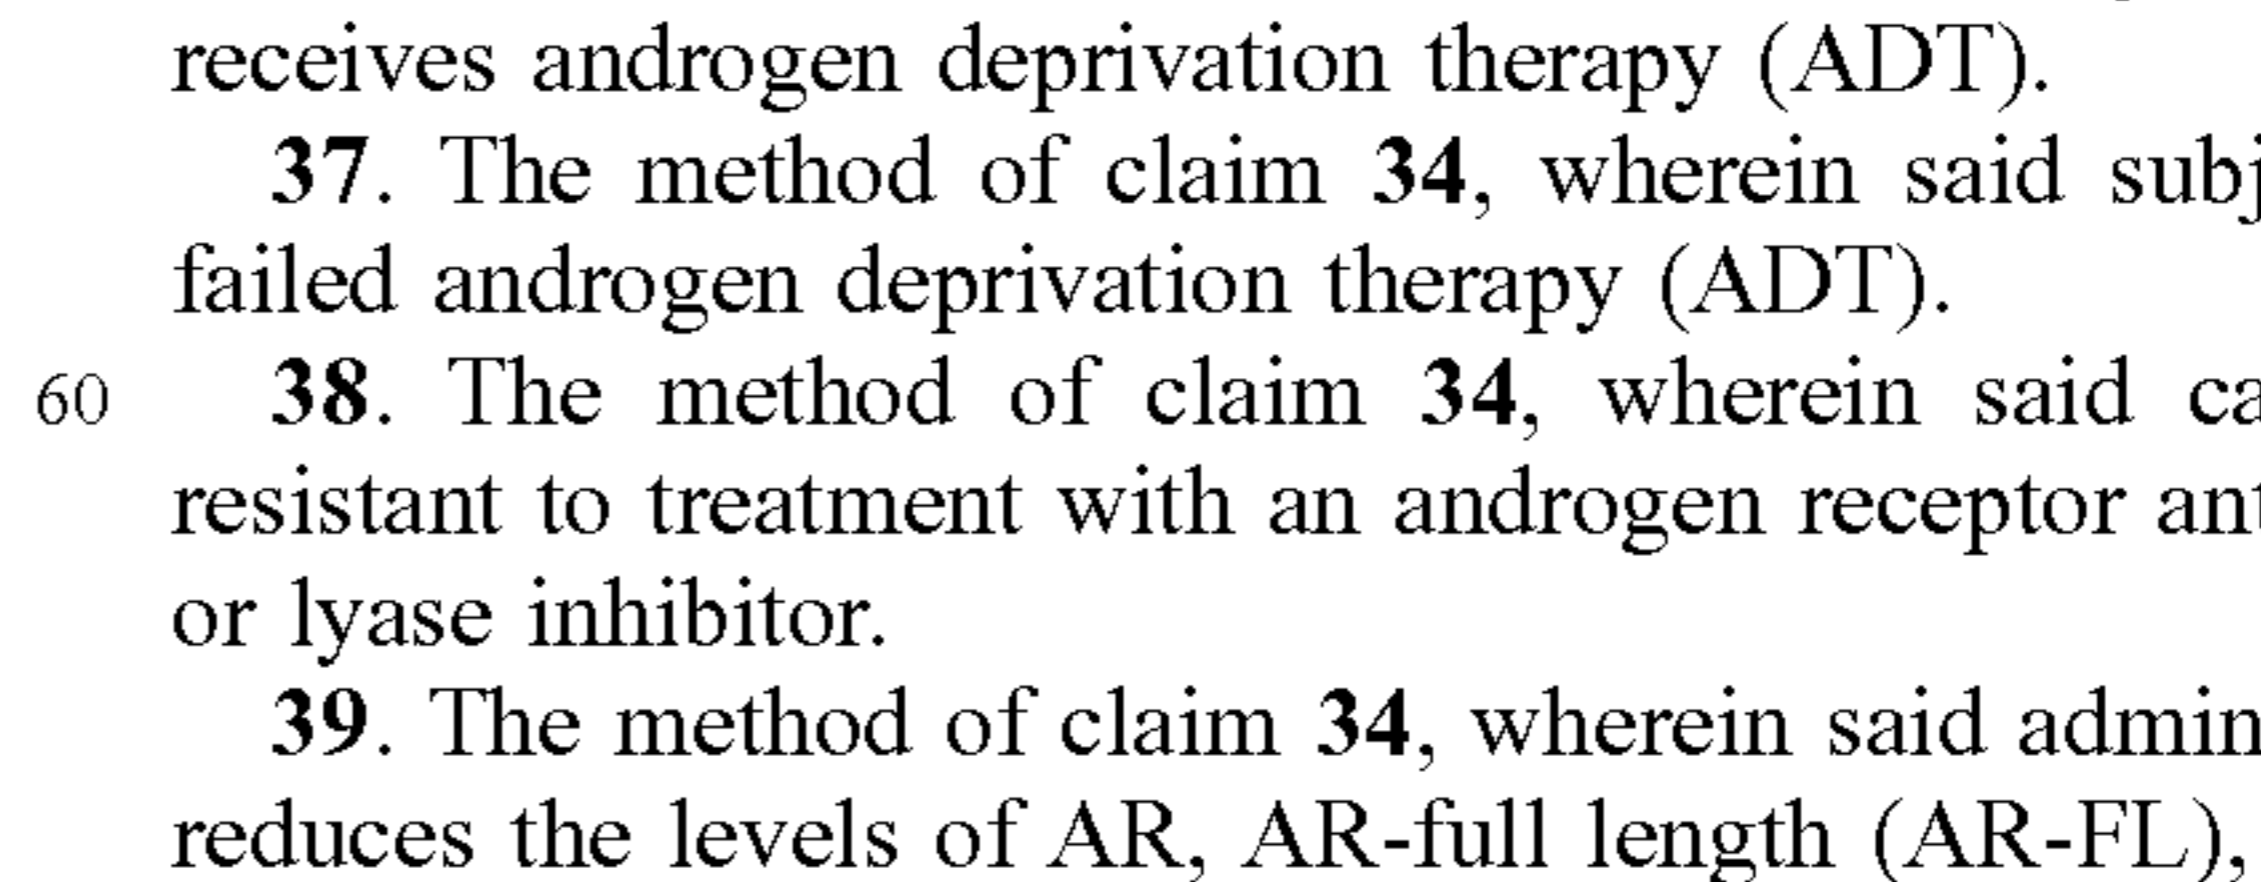 receives androgen deprivation therapy (ADT).
37. The method of claim 34, wherein said subj
failed androgen deprivation therapy (ADT).
60 38. The method of claim 34, wherein said ca
resistant to treatment with an androgen receptor ant
or lyase inhibitor.
39. The method of claim 34, wherein said admin
reduces the levels of AR, AR-full length (AR-FL),